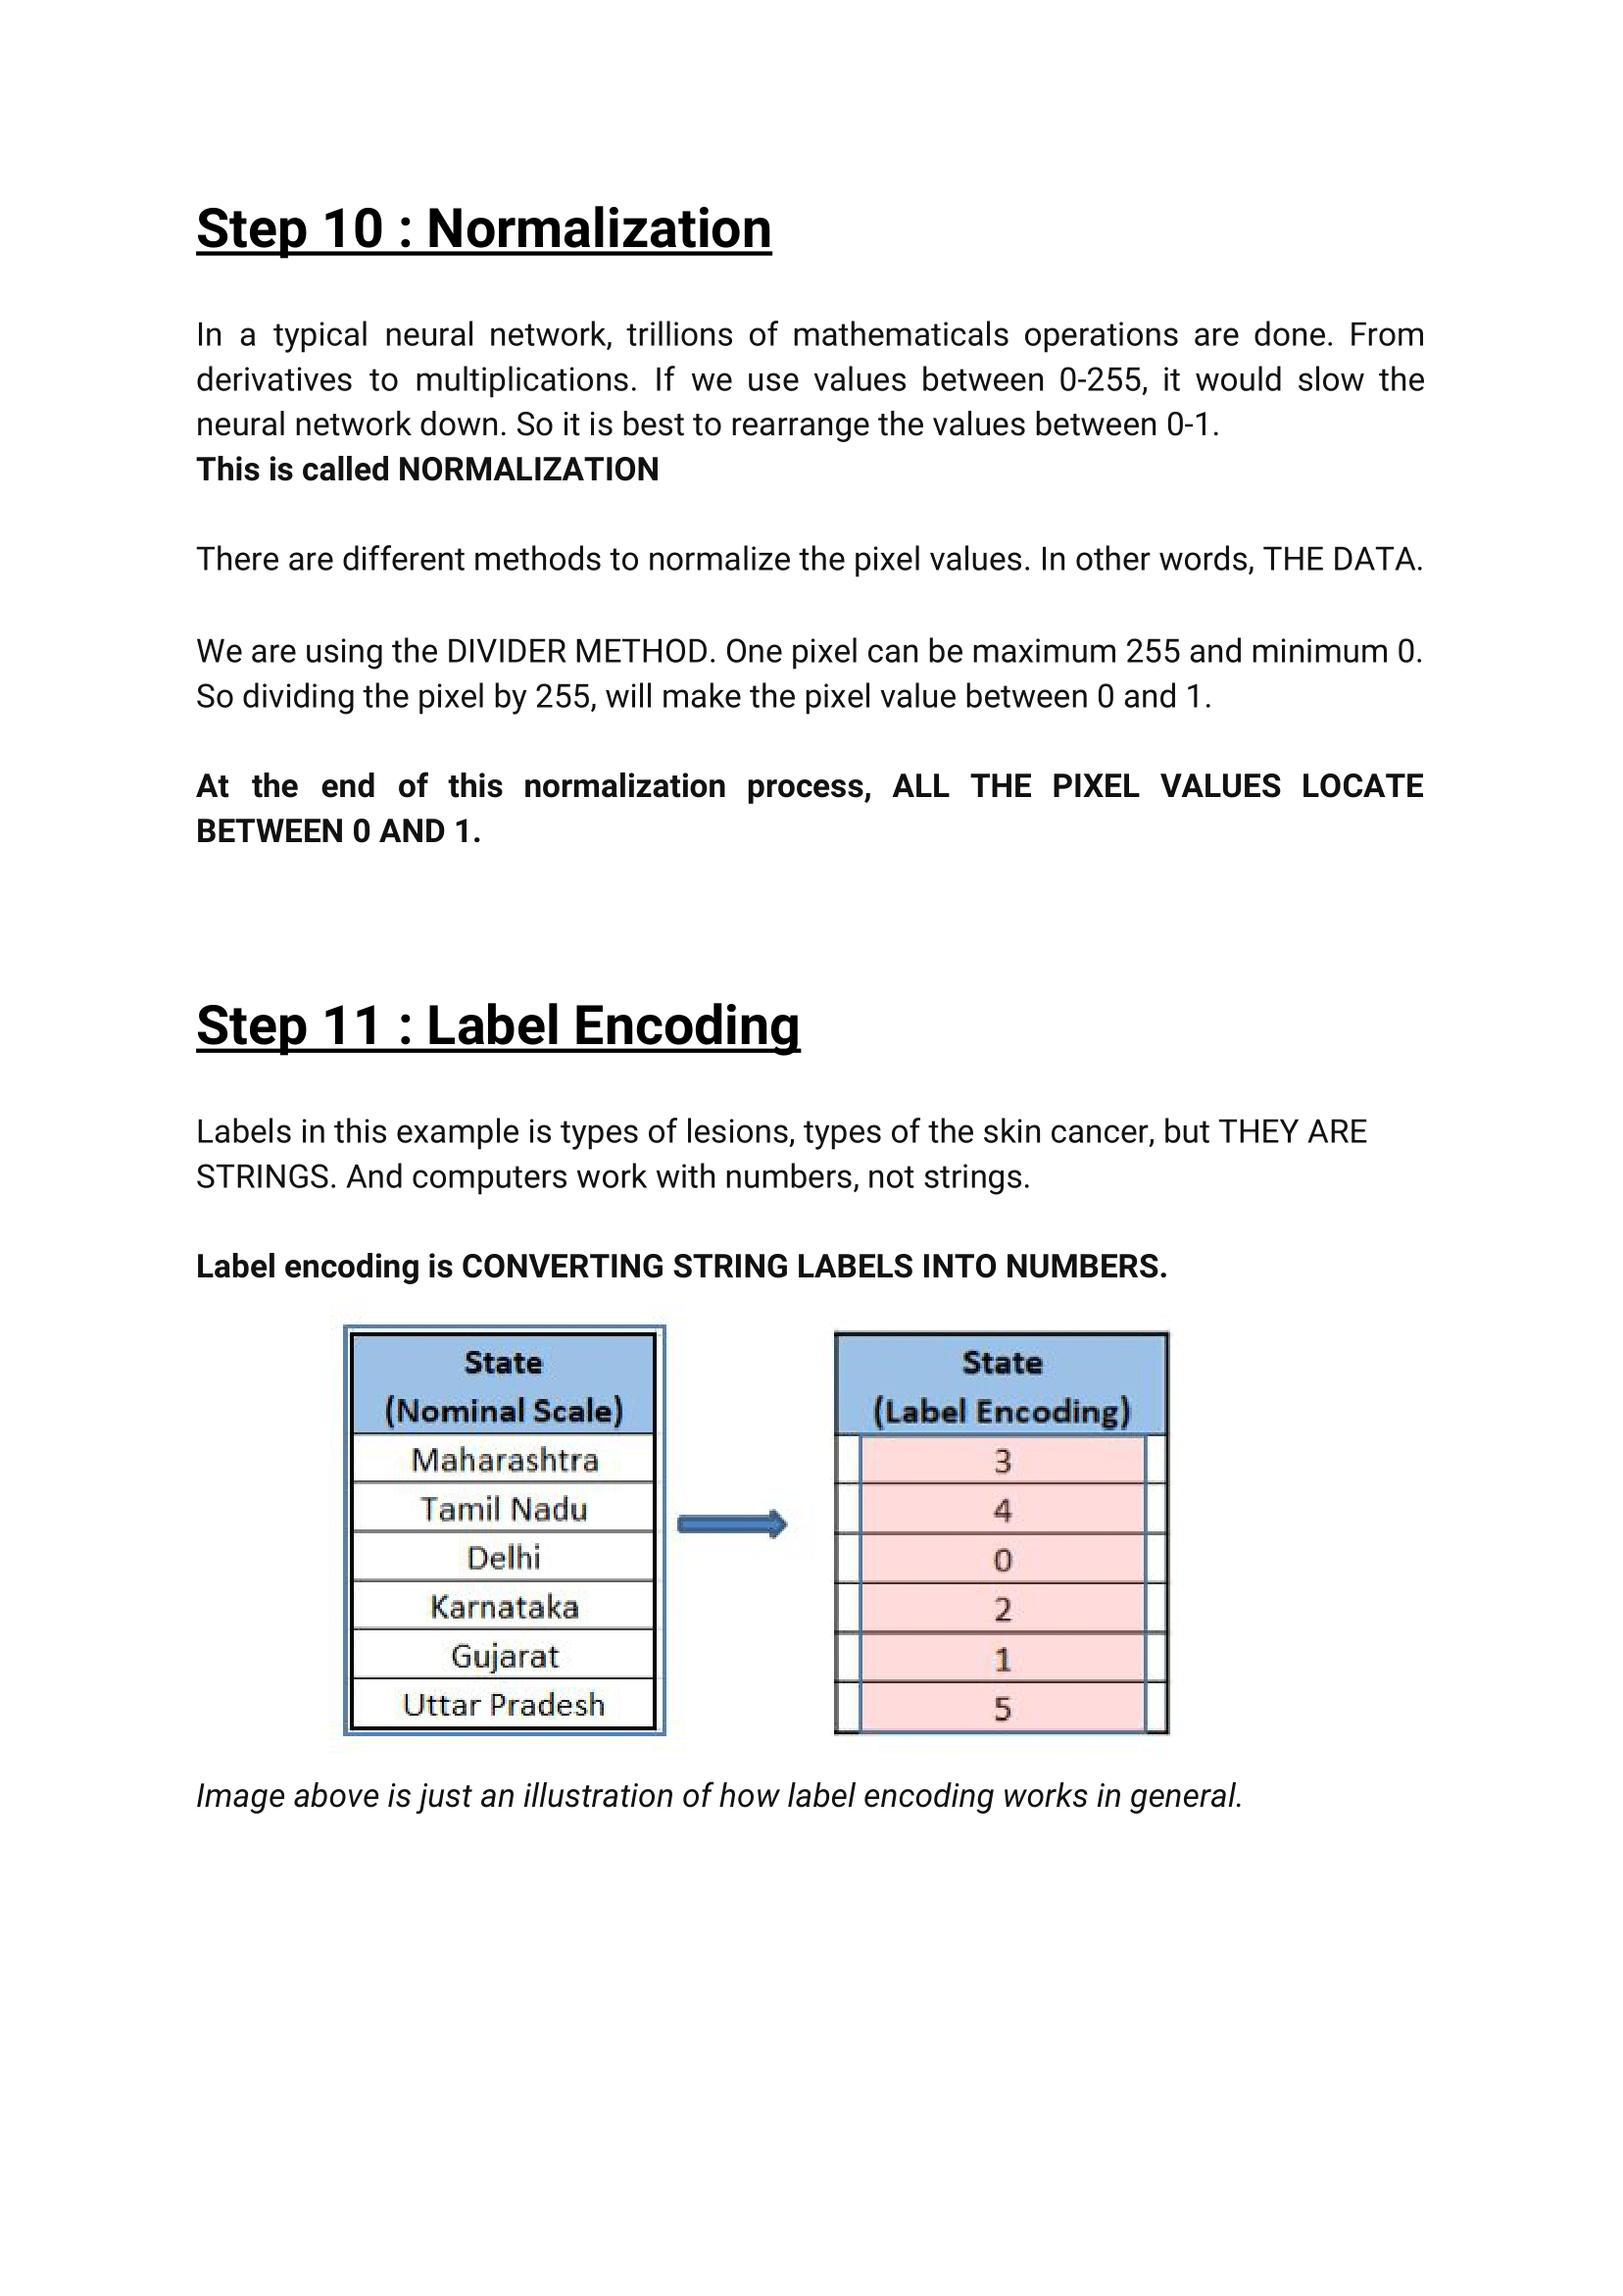 Step 10 : Normalization
In a typical neural network, trillions of mathematicals operations are done. From
derivatives to multiplications. If we use values between 0-255, it would slow the
neural network down. So it is best to rearrange the values between 0-1.
This is called NORMALIZATION
There are different methods to normalize the pixel values. In other words, THE DATA.
We are using the DIVIDER METHOD. One pixel can be maximum 255 and minimum 0.
So dividing the pixel by 255, will make the pixel value between 0 and 1.
At the end of this normalization process, ALL THE PIXEL VALUES LOCATE
BETWEEN 0 AND 1.
Step 11 : Label Encoding
Labels in this example is types of lesions, types of the skin cancer, but THEY ARE
STRINGS. And computers work with numbers, not strings.
Label encoding is CONVERTING STRING LABELS INTO NUMBERS.
State
(Nominal Scale)
Maharashtra
Tamil Nadu
Delhi
Karnataka
Gujarat
Uttar Pradesh
State
(Label Encoding)
3
4
0
2
1
5
Image above is just an illustration of how label encoding works in general.